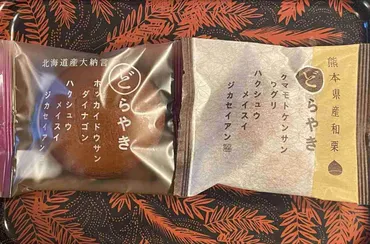 北海道産大納言
どらやき
ホッカイドウサン
ダイナゴン
ハクシュウ
メイスイ
ジカセイアン
熊本県産和栗
どらやき
クマモトケンサン
ワグリ
ハクシュウ
メイスイ
ジカセイアン